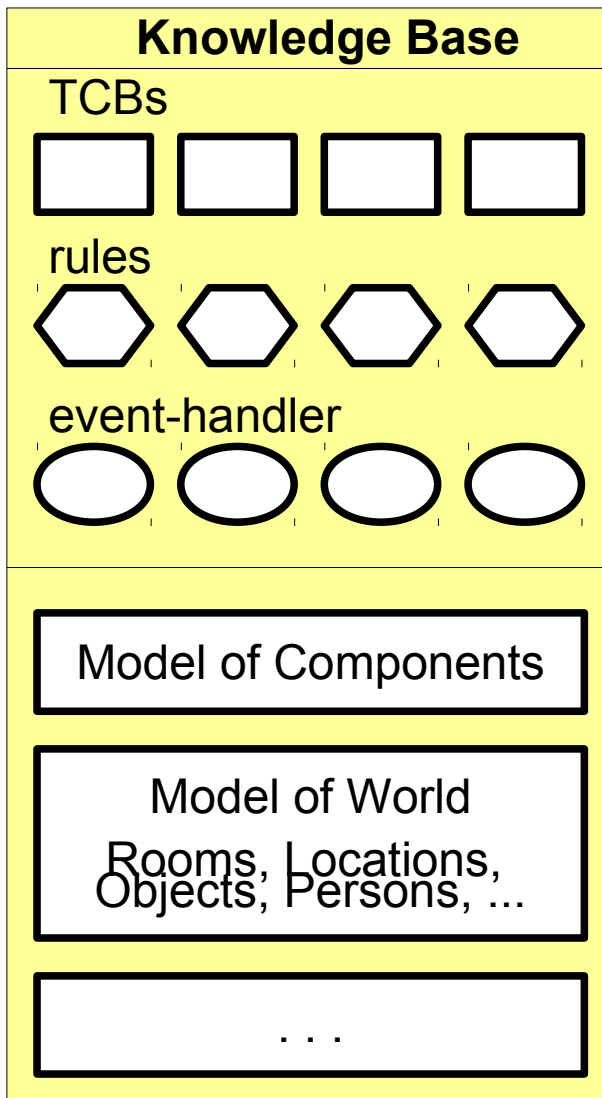 Knowledge Base
TCBs
rules
event-handler
Model of Components
Model of World
Rooms, Locations,
Objects, Persons, ...
. . .